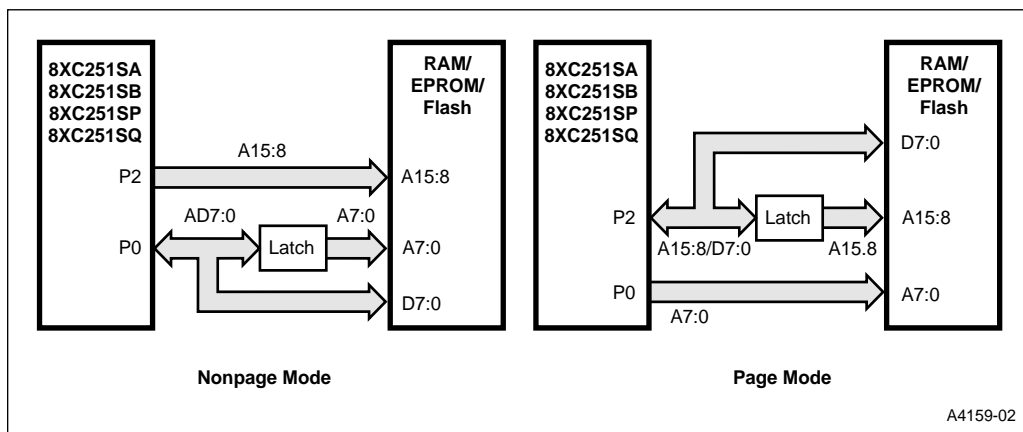 8XC251SA
8XC251SB
8XC251SP
8XC251SQ
RAM/
EPROM/
Flash
A15:8
P2
A15:8
AD7:0
A7:0
P0
Latch
A7:0
D7:0
Nonpage Mode
8XC251SA
8XC251SB
8XC251SP
8XC251SQ
RAM/
EPROM/
Flash
D7:0
P2
Latch
A15:8
A15:8/D7:0
A15.8
P0
A7:0
A7:0
Page Mode
A4159-02